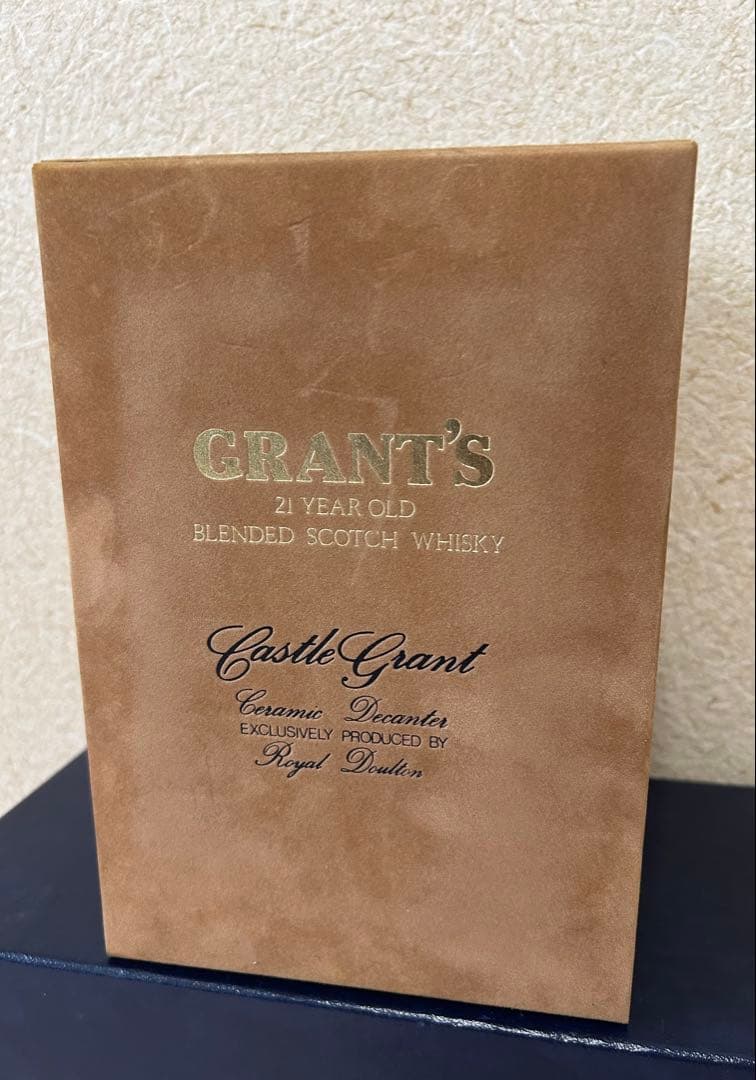 GRANT'S
21 YEAR OLD
BLENDED SCOTCH WHISKY
Castle Grant
Ceramic Decanter
EXCLUSIVELY PRODUCED BY
Royal Doulton